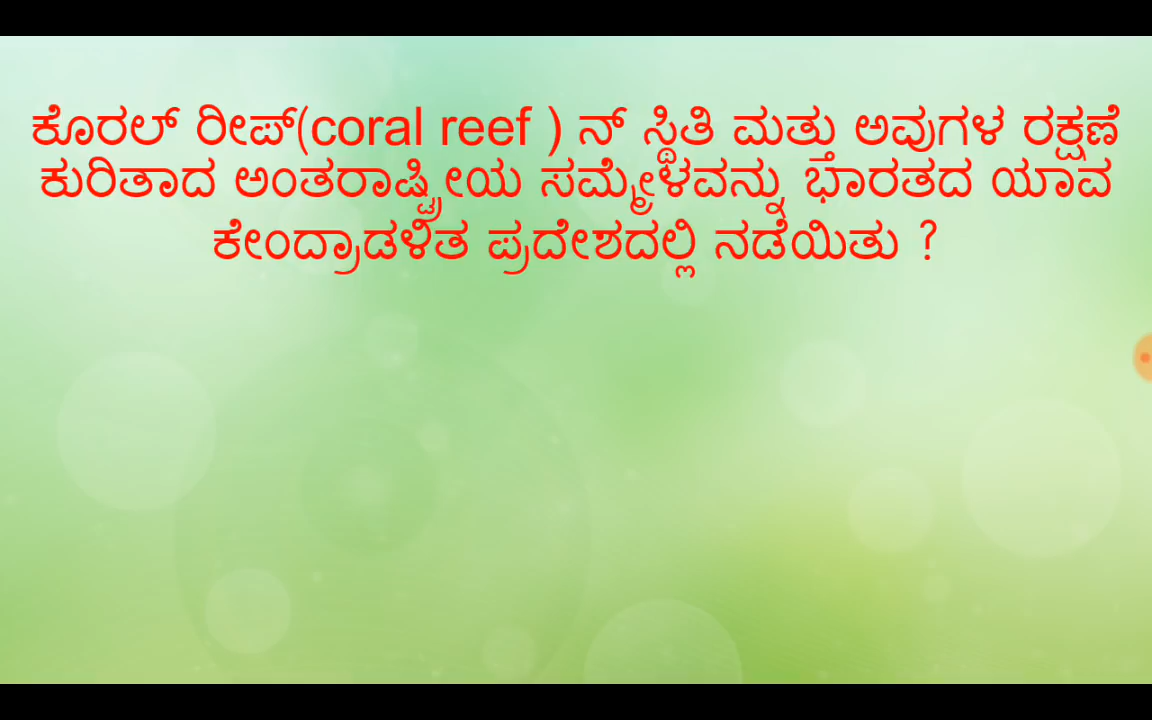 ಕೊರಲ್ ರೀಪ್(coral reef ) ನ್ ಸ್ಥಿತಿ ಮತ್ತು ಅವುಗಳ ರಕ್ಷಣೆ
ಕುರಿತಾದ ಅಂತರಾಷ್ಟ್ರೀಯ ಸಮ್ಮೇಳವನ್ನು ಭಾರತದ ಯಾವ
ಕೇಂದ್ರಾಡಳಿತ ಪ್ರದೇಶದಲ್ಲಿ ನಡೆಯಿತು ?